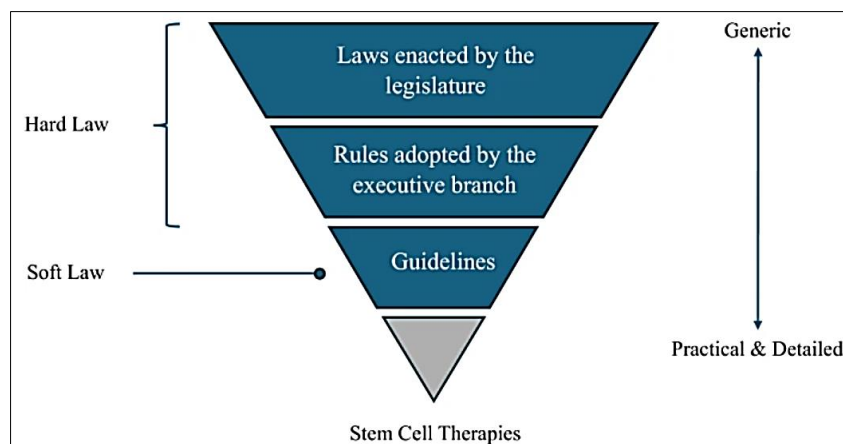 Generic
Laws enacted by the
legislature
Hard Law
Rules adopted by the
executive branch
Guidelines
Soft Law
Practical & Detailed
Stem Cell Therapies